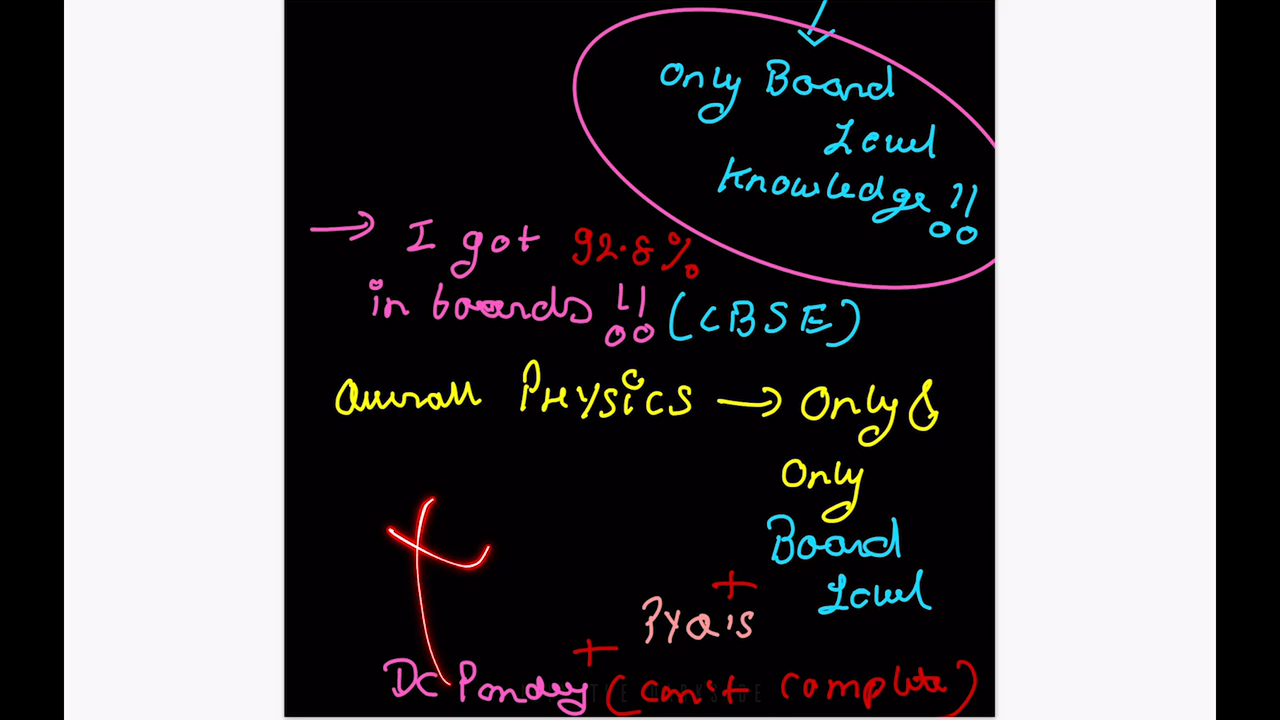 Only Board
Level
Knowledge !!
→ I got 92.8%
in boards !! (CBSE)
Overall PHYSICS → Only &
Only
Board
Level
+
PYQ's
+
DC Pandey (can't complete)